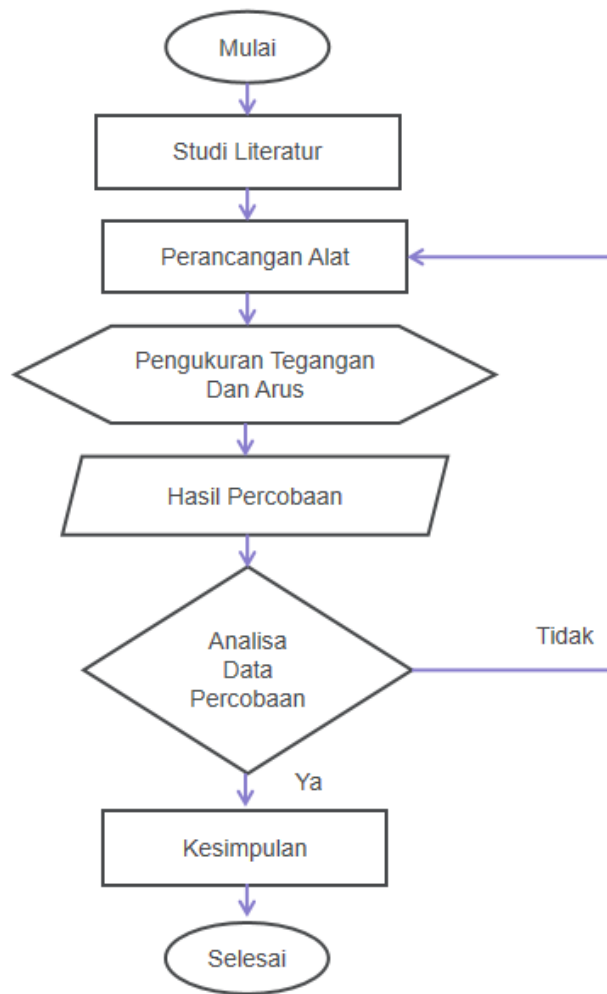 Mulai
Studi Literatur
Perancangan Alat
Pengukuran Tegangan
Dan Arus
Hasil Percobaan
Analisa
Data
Percobaan
Tidak
Ya
Kesimpulan
Selesai